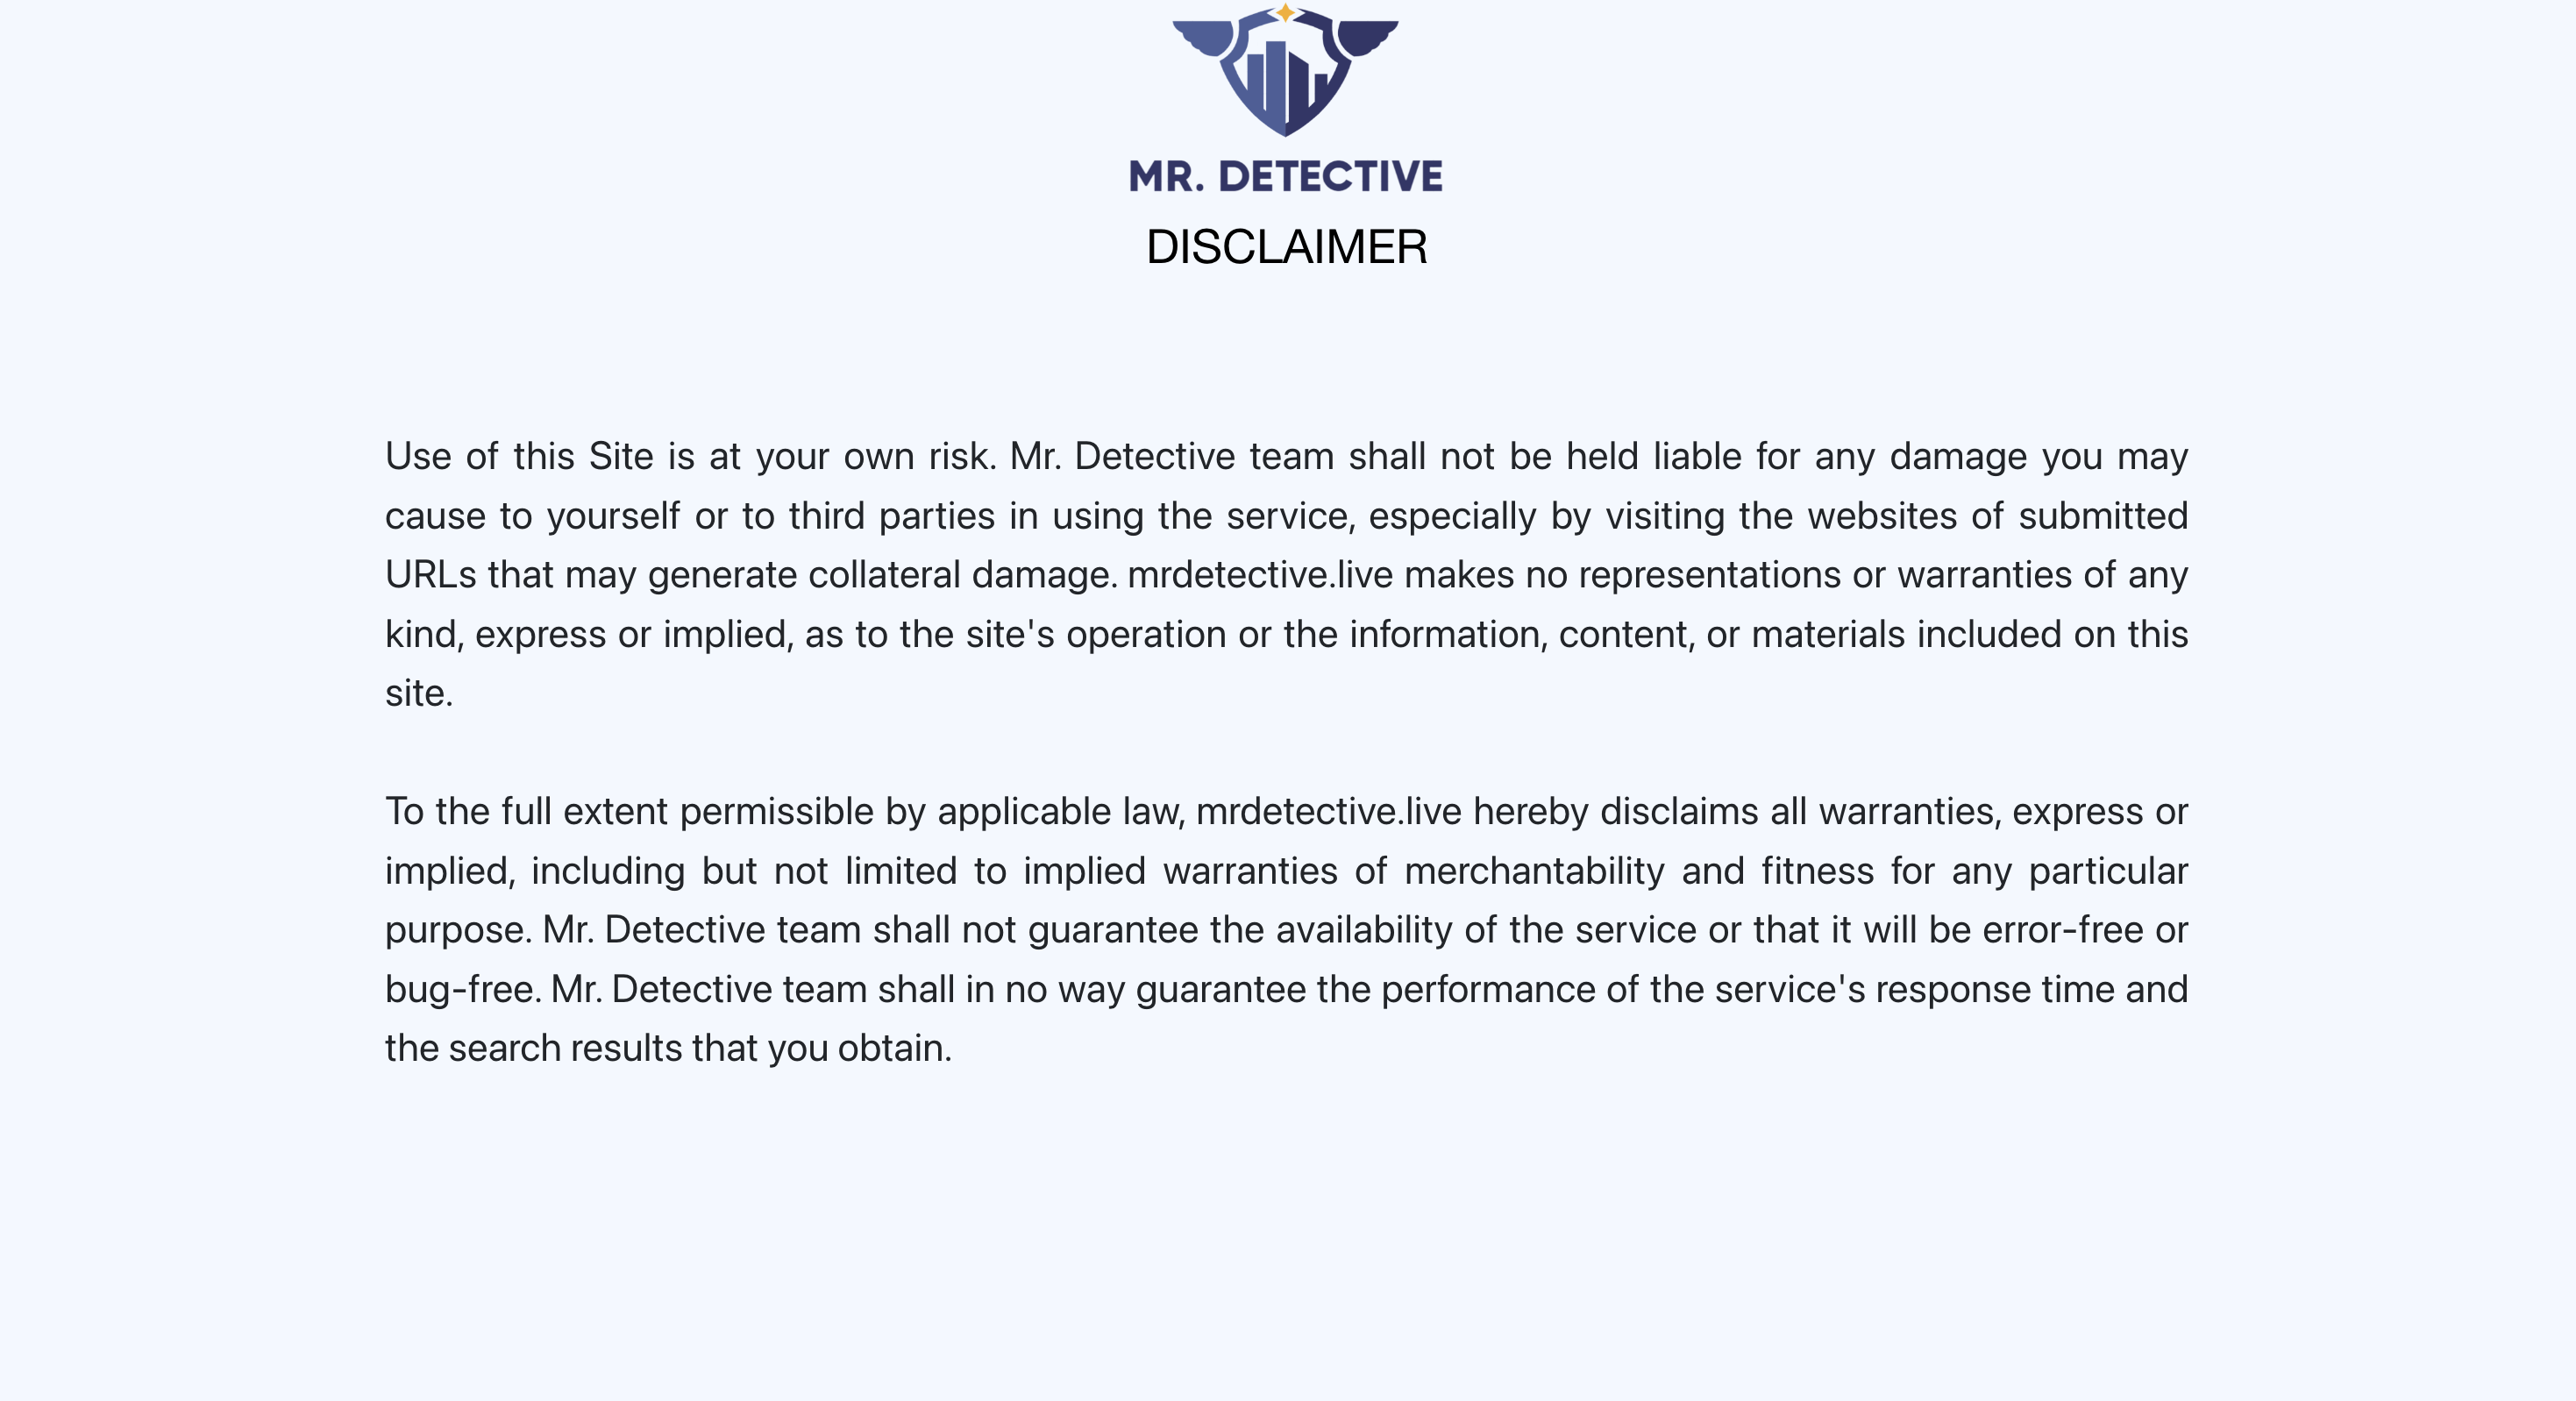 MR. DETECTIVE
DISCLAIMER
Use of this Site is at your own risk. Mr. Detective team shall not be held liable for any damage you may
cause to yourself or to third parties in using the service, especially by visiting the websites of submitted
URLs that may generate collateral damage. mrdetective.live makes no representations or warranties of any
kind, express or implied, as to the site's operation or the information, content, or materials included on this
site.
To the full extent permissible by applicable law, mrdetective.live hereby disclaims all warranties, express or
implied, including but not limited to implied warranties of merchantability and fitness for any particular
purpose. Mr. Detective team shall not guarantee the availability of the service or that it will be error-free or
bug-free. Mr. Detective team shall in no way guarantee the performance of the service's response time and
the search results that you obtain.